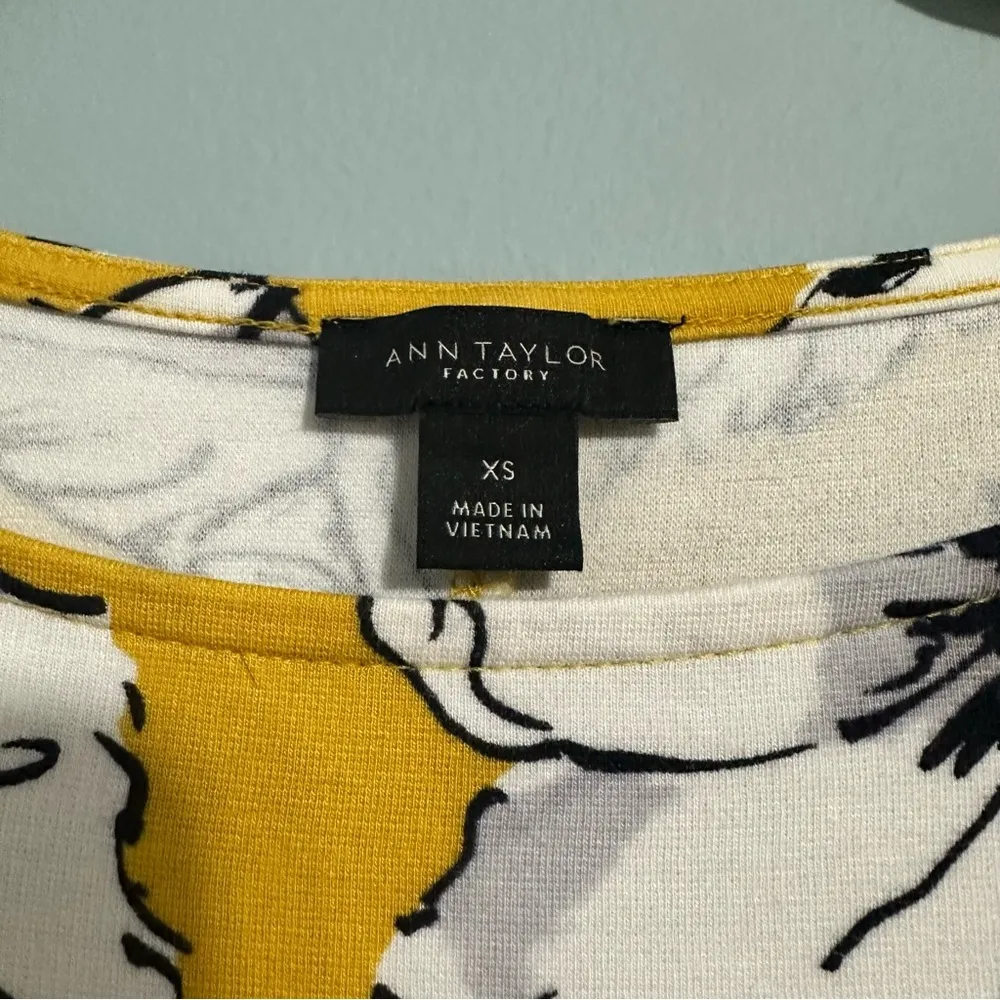 ANN TAYLOR
FACTORY
XS
MADE IN
VIETNAM